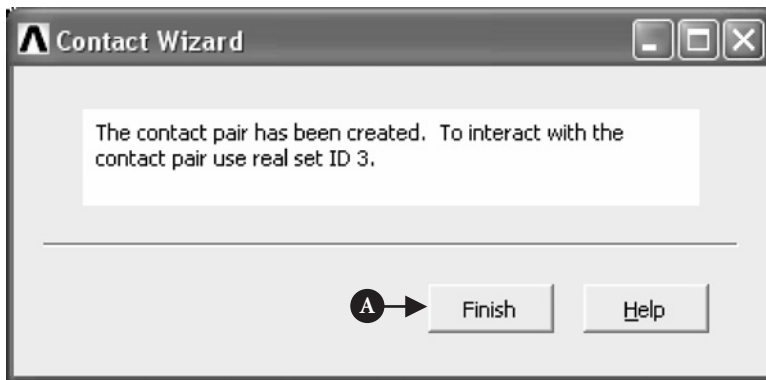 Contact Wizard
The contact pair has been created. To interact with the
contact pair use real set ID 3.
A
Finish
Help